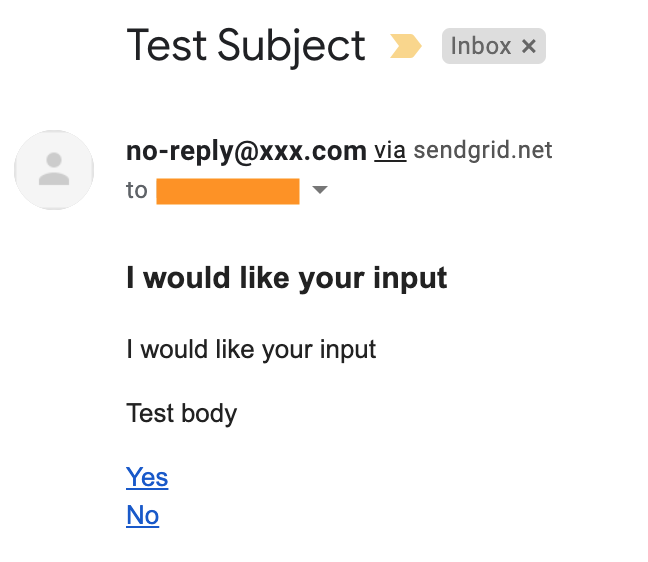 Test Subject Inbox ×
no-reply@xxx.com via sendgrid.net
to
I would like your input
I would like your input
Test body
Yes
No